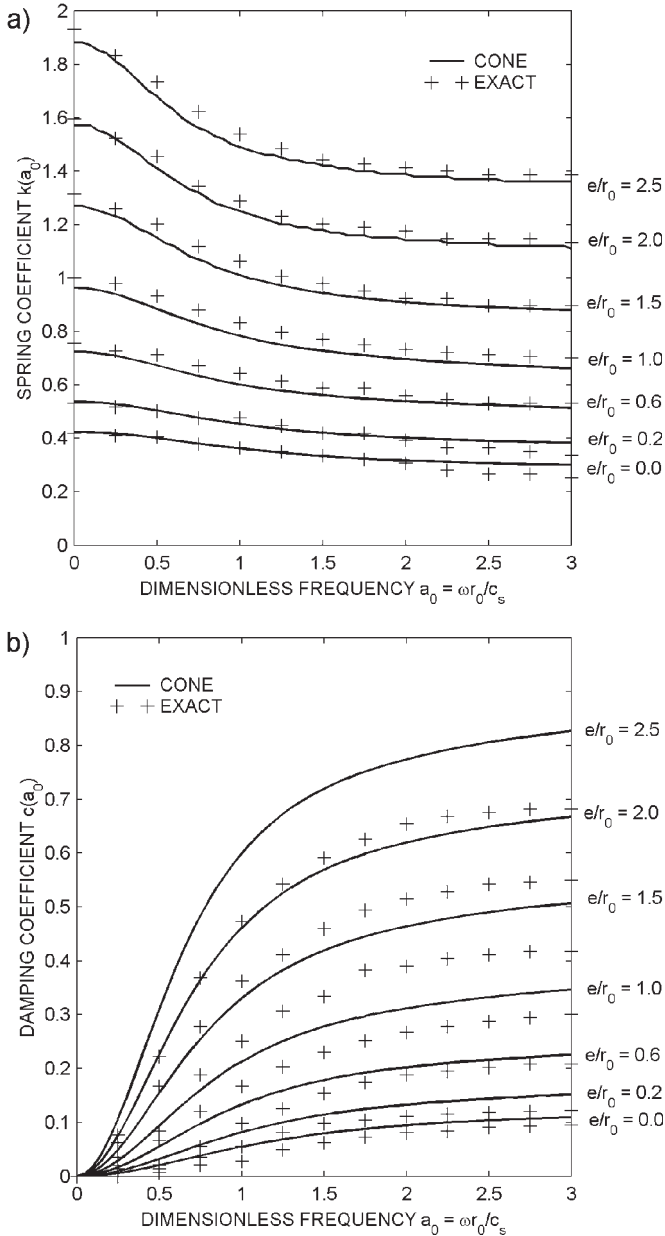 a)
2
1.8
1.6
1.4
1.2
1
0.8
0.6
0.4
0.2
0
SPRING COEFFICIENT k(a0)
CONE
EXACT
e/r0 = 2.5
e/r0 = 2.0
e/r0 = 1.5
e/r0 = 1.0
e/r0 = 0.6
e/r0 = 0.2
e/r0 = 0.0
0 0.5 1 1.5 2 2.5 3
DIMENSIONLESS FREQUENCY a0 = ωr0/cs
b)
1
0.9
0.8
0.7
0.6
0.5
0.4
0.3
0.2
0.1
0
DAMPING COEFFICIENT c(a0)
CONE
EXACT
e/r0 = 2.5
e/r0 = 2.0
e/r0 = 1.5
e/r0 = 1.0
e/r0 = 0.6
e/r0 = 0.2
e/r0 = 0.0
0 0.5 1 1.5 2 2.5 3
DIMENSIONLESS FREQUENCY a0 = ωr0/cs